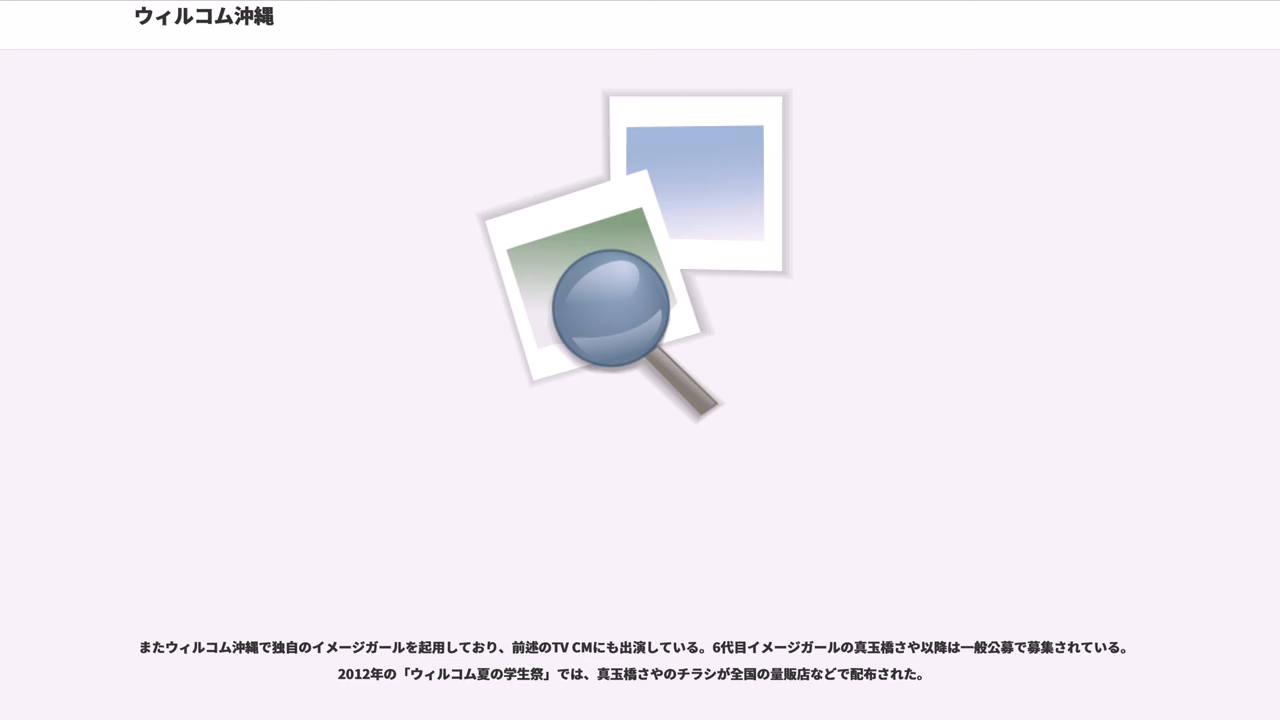 ウィルコム沖縄
またウィルコム沖縄で独自のイメージガールを起用しており、前述のTV CMにも出演している。6代目イメージガールの真玉橋さや以降は一般公募で募集されている。
2012年の「ウィルコム夏の学生祭」では、真玉橋さやのチラシが全国の量販店などで配布された。